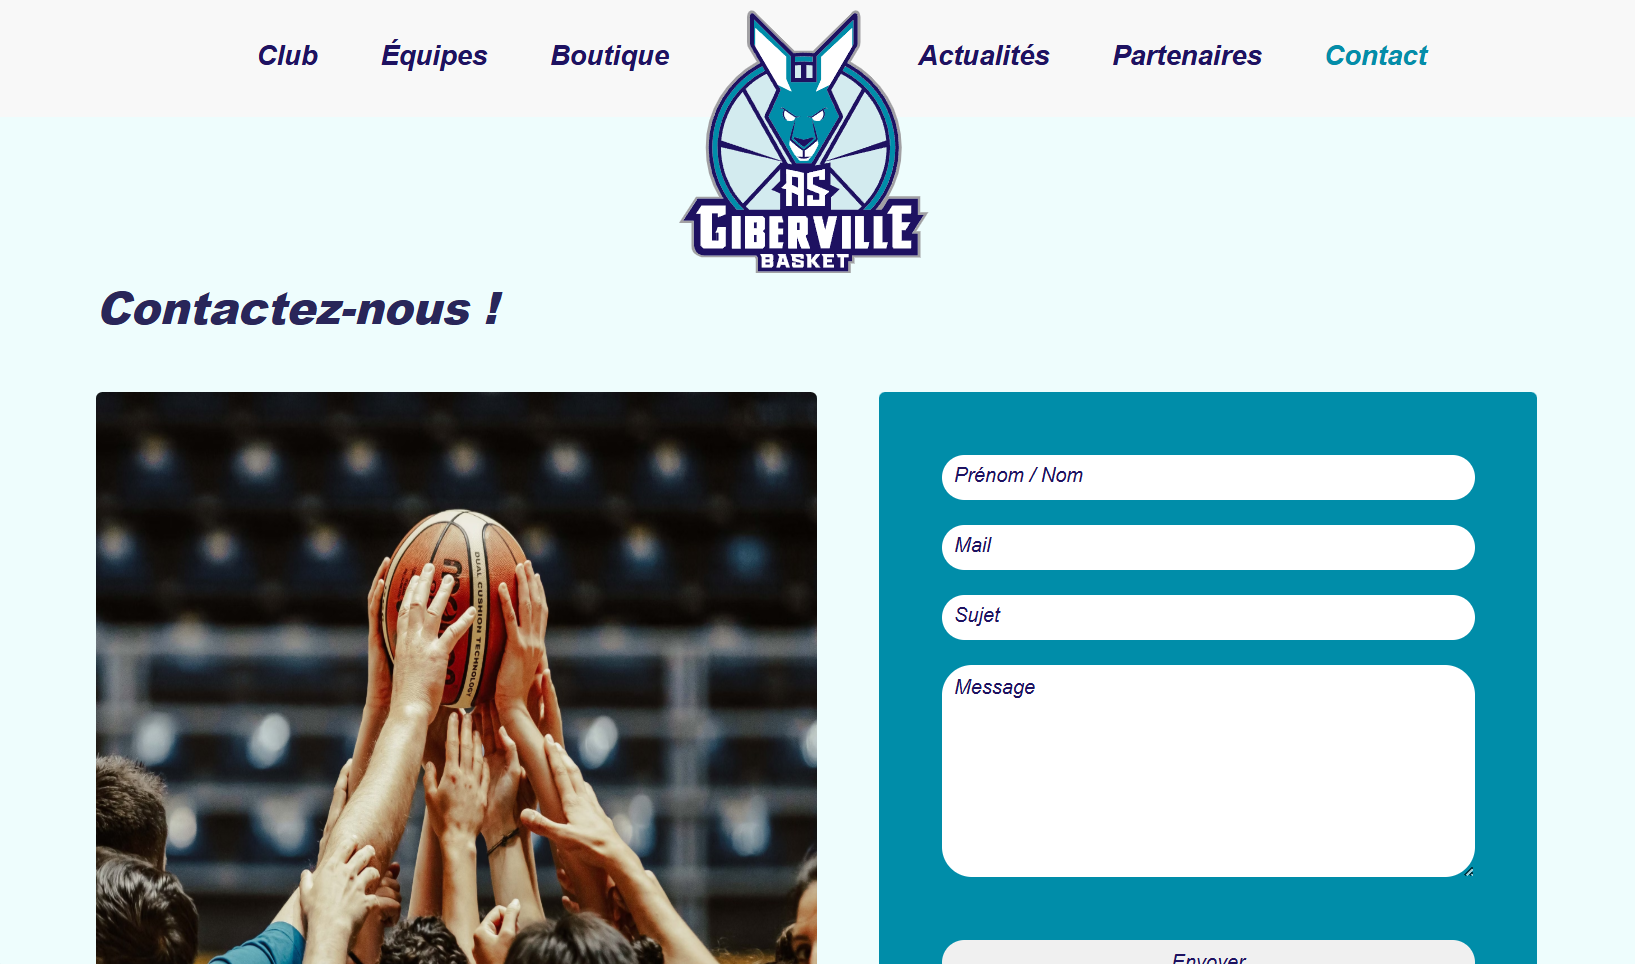 Club
Équipes
Boutique
Actualités
Partenaires
Contact
AS
GIBERVILLE
BASKET
Contactez-nous !
DUAL CUSHION TECHNOLOGY
Prénom / Nom
Mail
Sujet
Message
Envoyer